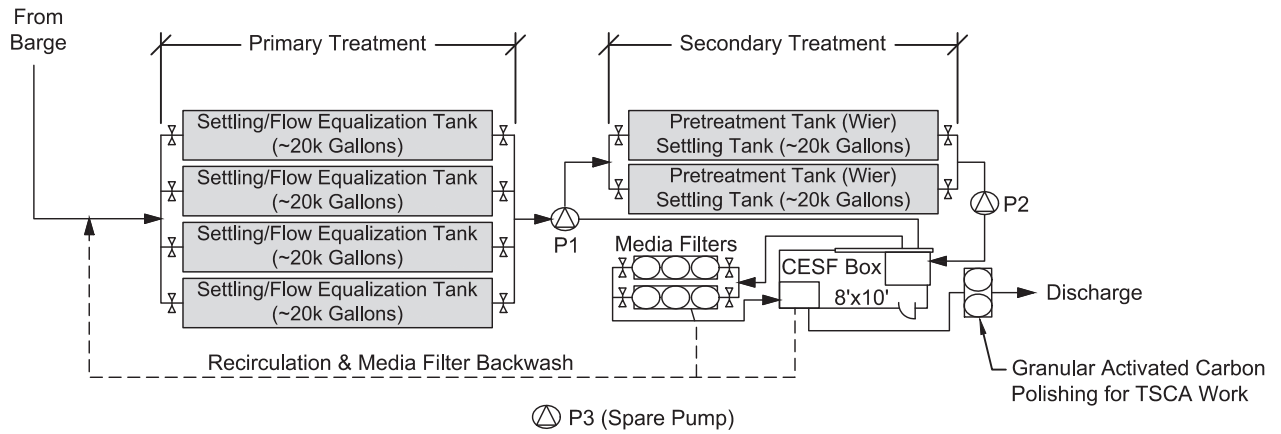 From
Barge
Primary Treatment
Secondary Treatment
Settling/Flow Equalization Tank
(~20k Gallons)
Settling/Flow Equalization Tank
(~20k Gallons)
Settling/Flow Equalization Tank
(~20k Gallons)
Settling/Flow Equalization Tank
(~20k Gallons)
Pretreatment Tank (Wier)
Settling Tank (~20k Gallons)
Pretreatment Tank (Wier)
Settling Tank (~20k Gallons)
P1
P2
Media Filters
CESF Box
8'x10'
Discharge
Recirculation & Media Filter Backwash
Granular Activated Carbon
Polishing for TSCA Work
P3 (Spare Pump)